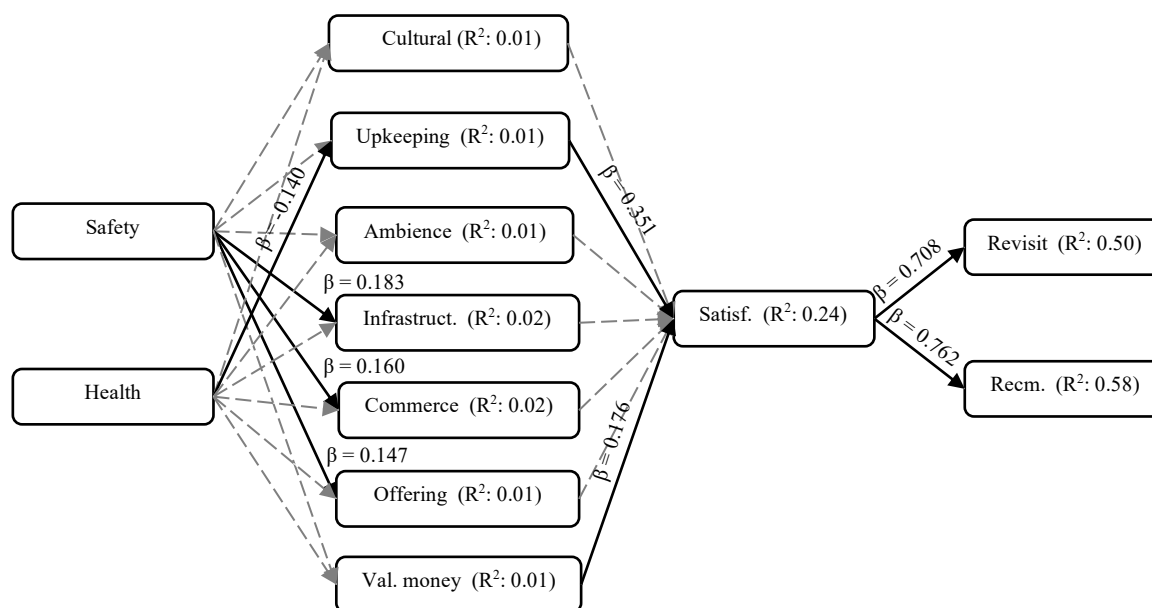 Cultural (R²: 0.01)
Upkeeping (R²: 0.01)
β = -0.140
β = 0.351
Safety
Ambience (R²: 0.01)
Revisit (R²: 0.50)
β = 0.708
β = 0.183
Infrastruct. (R²: 0.02)
Satisf. (R²: 0.24)
β = 0.762
β = 0.160
Health
Commerce (R²: 0.02)
Recm. (R²: 0.58)
β = 0.176
β = 0.147
Offering (R²: 0.01)
Val. money (R²: 0.01)